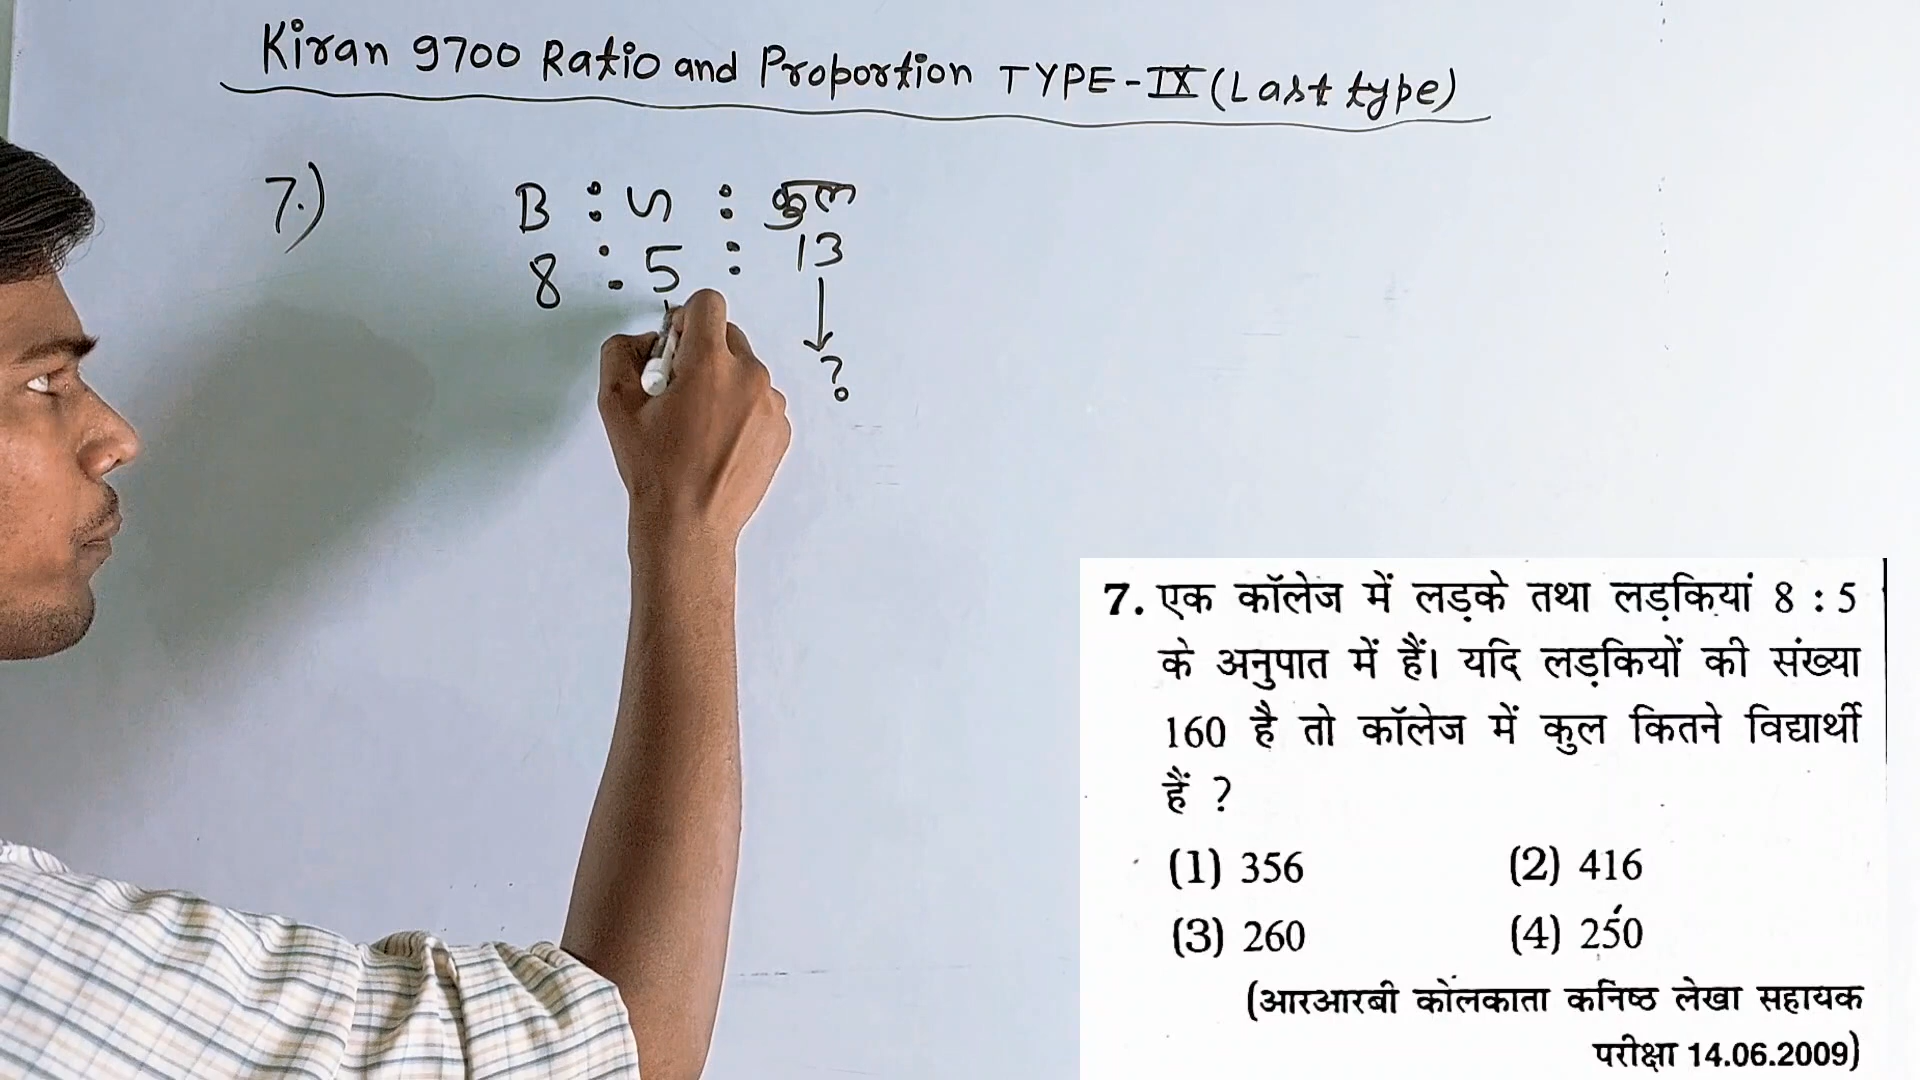 Kiran 9700 Ratio and Proportion TYPE-IX (Last type)
7.) B : G : कुल
8 : 5 : 13
?
7. एक कॉलेज में लड़के तथा लड़कियां 8 : 5
के अनुपात में हैं। यदि लड़कियों की संख्या
160 है तो कॉलेज में कुल कितने विद्यार्थी
हैं ?
(1) 356 (2) 416
(3) 260 (4) 250
(आरआरबी कोलकाता कनिष्ठ लेखा सहायक
परीक्षा 14.06.2009)